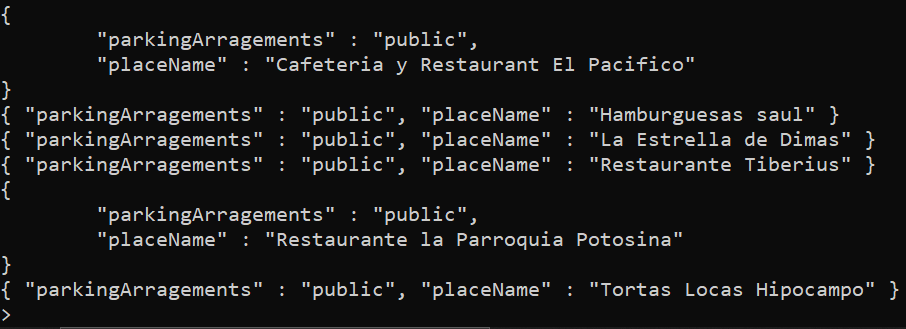 {
        "parkingArragements" : "public",
        "placeName" : "Cafeteria y Restaurant El Pacifico"
}
{ "parkingArragements" : "public", "placeName" : "Hamburguesas saul" }
{ "parkingArragements" : "public", "placeName" : "La Estrella de Dimas" }
{ "parkingArragements" : "public", "placeName" : "Restaurante Tiberius" }
{
        "parkingArragements" : "public",
        "placeName" : "Restaurante la Parroquia Potosina"
}
{ "parkingArragements" : "public", "placeName" : "Tortas Locas Hipocampo" }
>